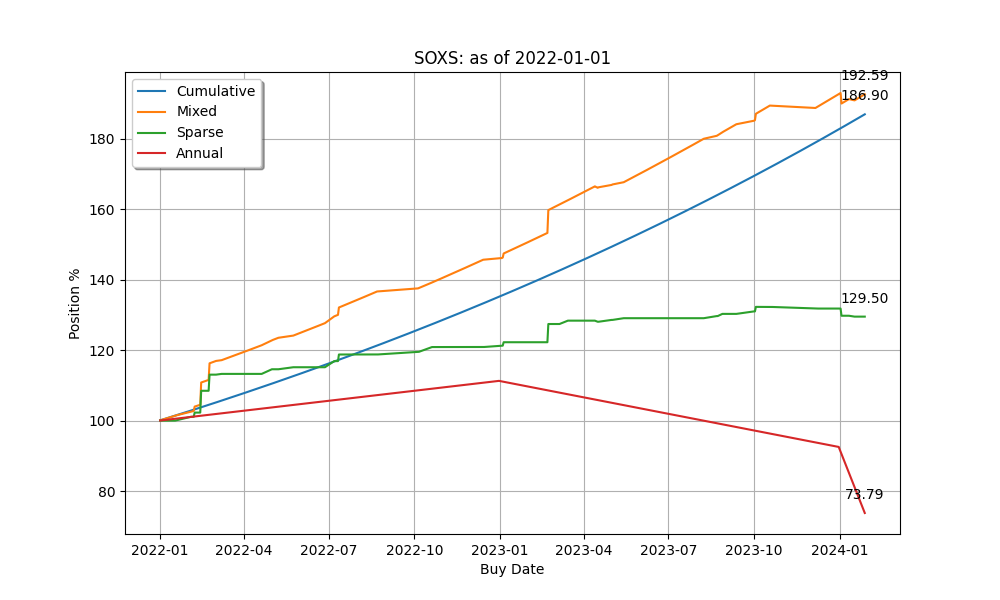 SOXS: as of 2022-01-01
192.59
186.90
129.50
73.79
Cumulative
Mixed
Sparse
Annual
Position %
180
160
140
120
100
80
2022-01 2022-04 2022-07 2022-10 2023-01 2023-04 2023-07 2023-10 2024-01
Buy Date